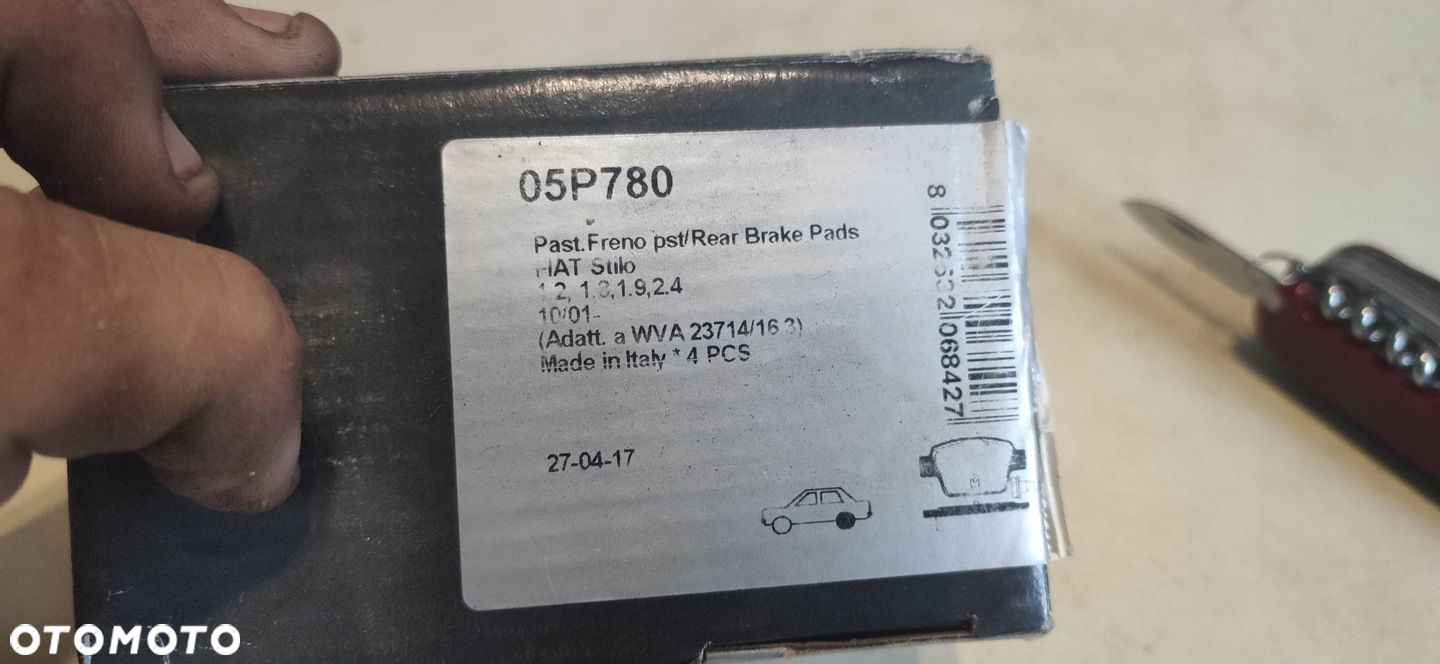 05P780
Past.Freno pst/Rear Brake Pads
FIAT Stilo
1.2, 1.8,1.9,2.4
10/01-
(Adatt. a WVA 23714/16.3)
Made in Italy * 4 PCS
27-04-17
8 032532 068427
OTOMOTO